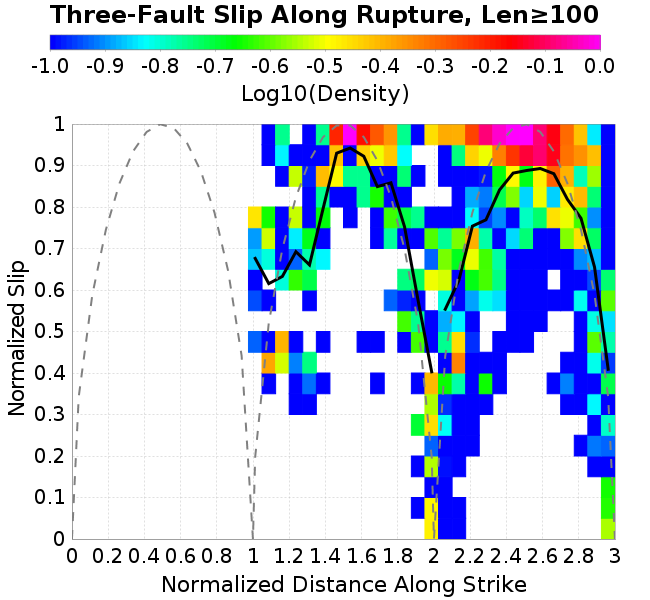 Three-Fault Slip Along Rupture, Len≥100
-1.0 -0.9 -0.8 -0.7 -0.6 -0.5 -0.4 -0.3 -0.2 -0.1 0.0
Log10(Density)
1
0.9
0.8
0.7
0.6
0.5
0.4
0.3
0.2
0.1
0
Normalized Slip
0 0.2 0.4 0.6 0.8 1 1.2 1.4 1.6 1.8 2 2.2 2.4 2.6 2.8 3
Normalized Distance Along Strike